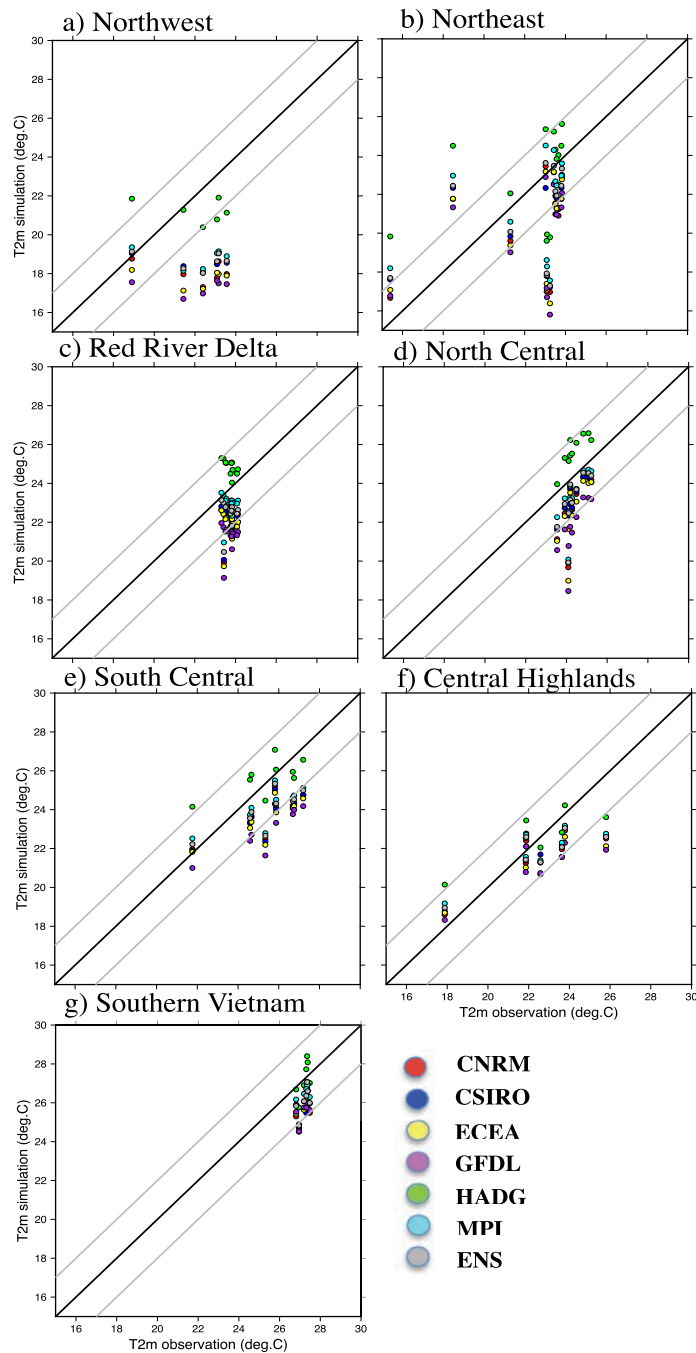 a) Northwest
b) Northeast
30
28
26
24
22
20
18
16
T2m simulation (deg.C)
c) Red River Delta
d) North Central
30
28
26
24
22
20
18
16
T2m simulation (deg.C)
e) South Central
f) Central Highlands
30
28
26
24
22
20
18
16
T2m simulation (deg.C)
16 18 20 22 24 26 28 30
T2m observation (deg.C)
g) Southern Vietnam
30
28
26
24
22
20
18
16
T2m simulation (deg.C)
16 18 20 22 24 26 28 30
T2m observation (deg.C)
CNRM
CSIRO
ECEA
GFDL
HADG
MPI
ENS